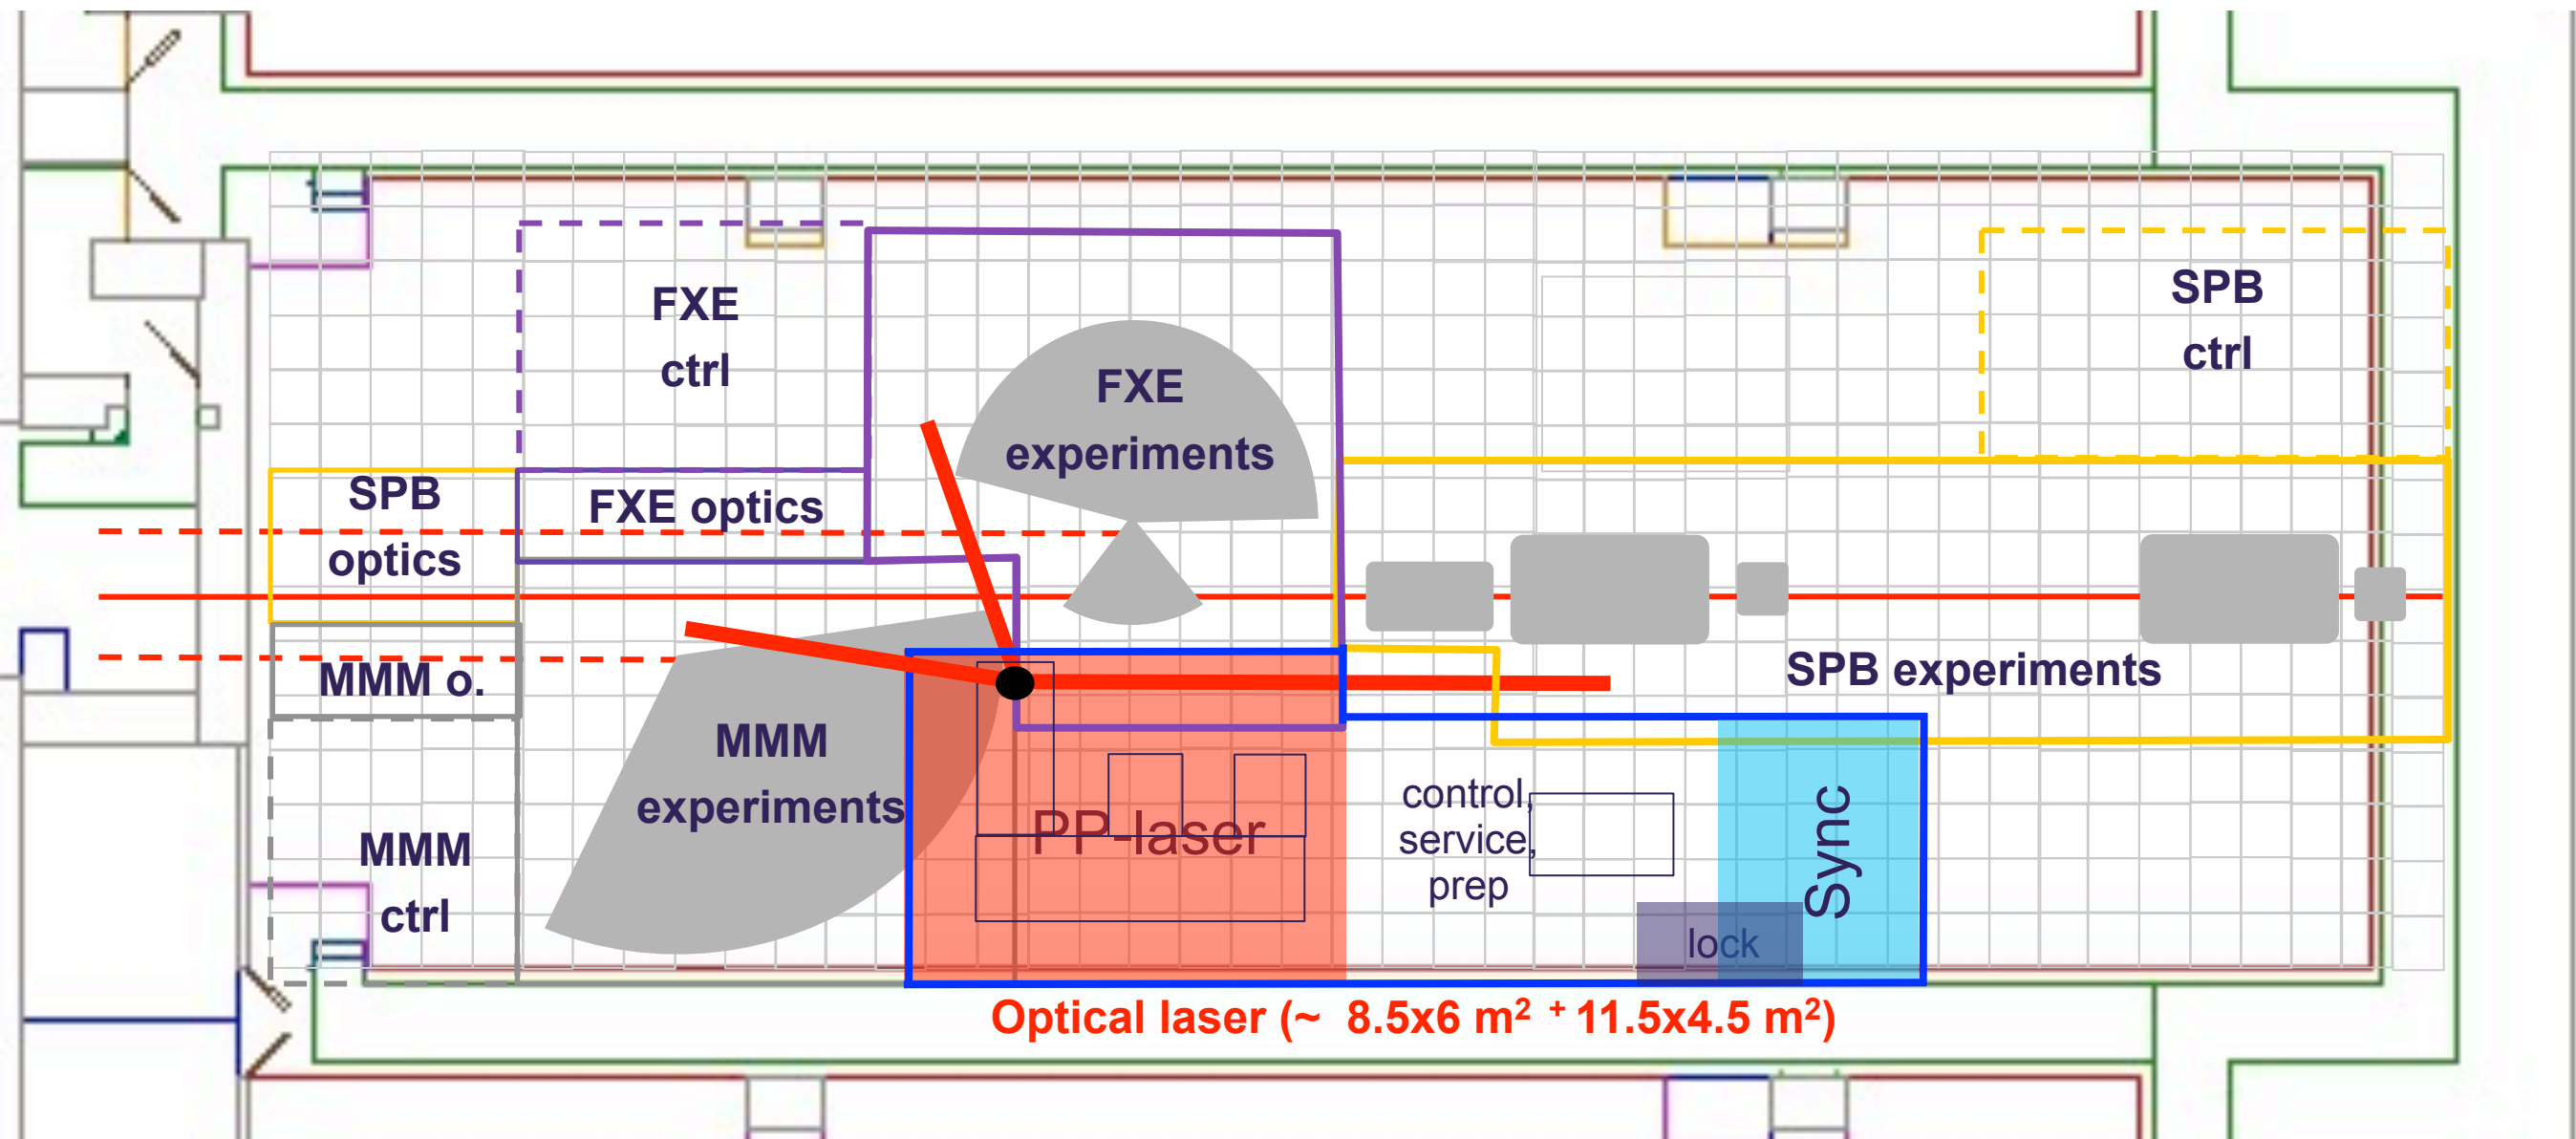 FXE
ctrl
SPB
ctrl
FXE
experiments
SPB
optics
FXE optics
MMM o.
SPB experiments
MMM
experiments
control,
service,
prep
PP-laser
Sync
MMM
ctrl
lock
Optical laser (~ 8.5x6 m² + 11.5x4.5 m²)